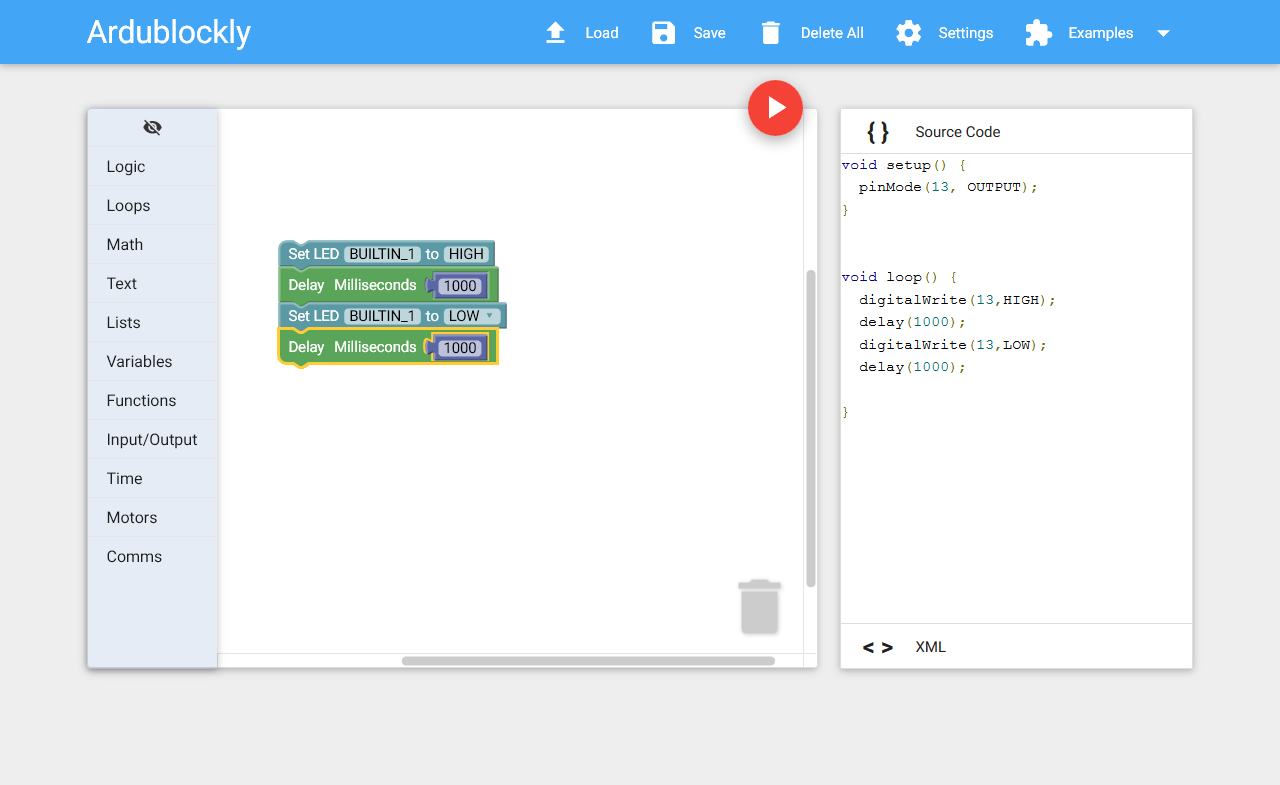 Ardublockly
Load
Save
Delete All
Settings
Examples
Logic
Loops
Math
Text
Lists
Variables
Functions
Input/Output
Time
Motors
Comms
Set LED BUILTIN_1 to HIGH
Delay Milliseconds 1000
Set LED BUILTIN_1 to LOW
Delay Milliseconds 1000
{ } Source Code
void setup() {
  pinMode(13, OUTPUT);
}
void loop() {
  digitalWrite(13,HIGH);
  delay(1000);
  digitalWrite(13,LOW);
  delay(1000);
}
< > XML